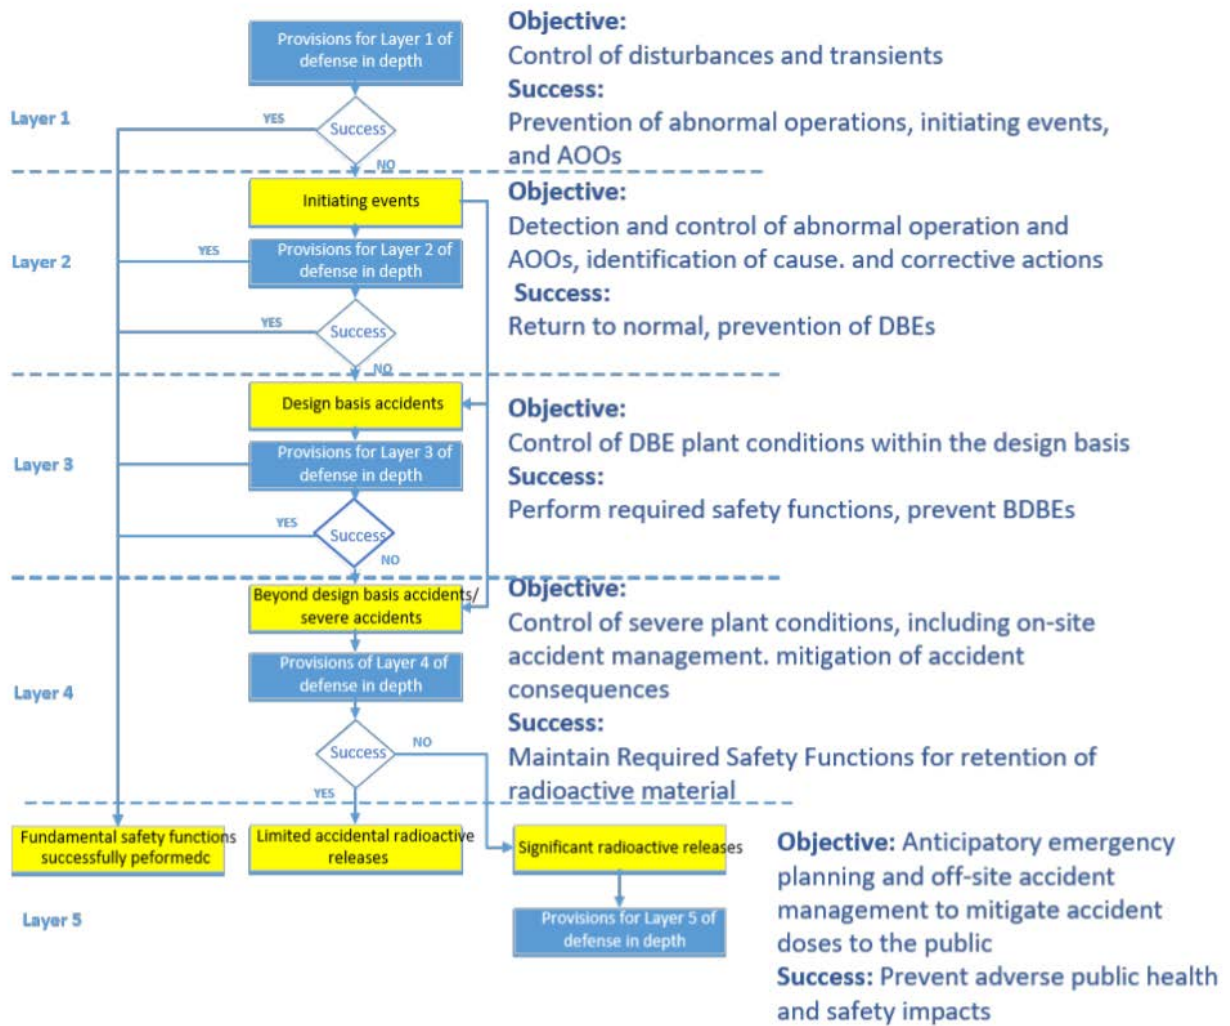 Provisions for Layer 1 of
defense in depth
Objective:
Control of disturbances and transients
Success:
Prevention of abnormal operations, initiating events,
and AOOs
Layer 1
YES
Success
NO
Initiating events
Objective:
Detection and control of abnormal operation and
AOOs, identification of cause. and corrective actions
Success:
Return to normal, prevention of DBEs
Layer 2
YES
Provisions for Layer 2 of
defense in depth
YES
Success
NO
Design basis accidents
Objective:
Control of DBE plant conditions within the design basis
Success:
Perform required safety functions, prevent BDBEs
Layer 3
Provisions for Layer 3 of
defense in depth
YES
Success
NO
Beyond design basis accidents/
severe accidents
Objective:
Control of severe plant conditions, including on-site
accident management. mitigation of accident
consequences
Success:
Maintain Required Safety Functions for retention of
radioactive material
Layer 4
Provisions of Layer 4 of
defense in depth
Success
NO
YES
Fundamental safety functions
successfully peformedc
Limited accidental radioactive
releases
Significant radioactive releases
Objective: Anticipatory emergency
planning and off-site accident
management to mitigate accident
doses to the public
Success: Prevent adverse public health
and safety impacts
Layer 5
Provisions for Layer 5 of
defense in depth